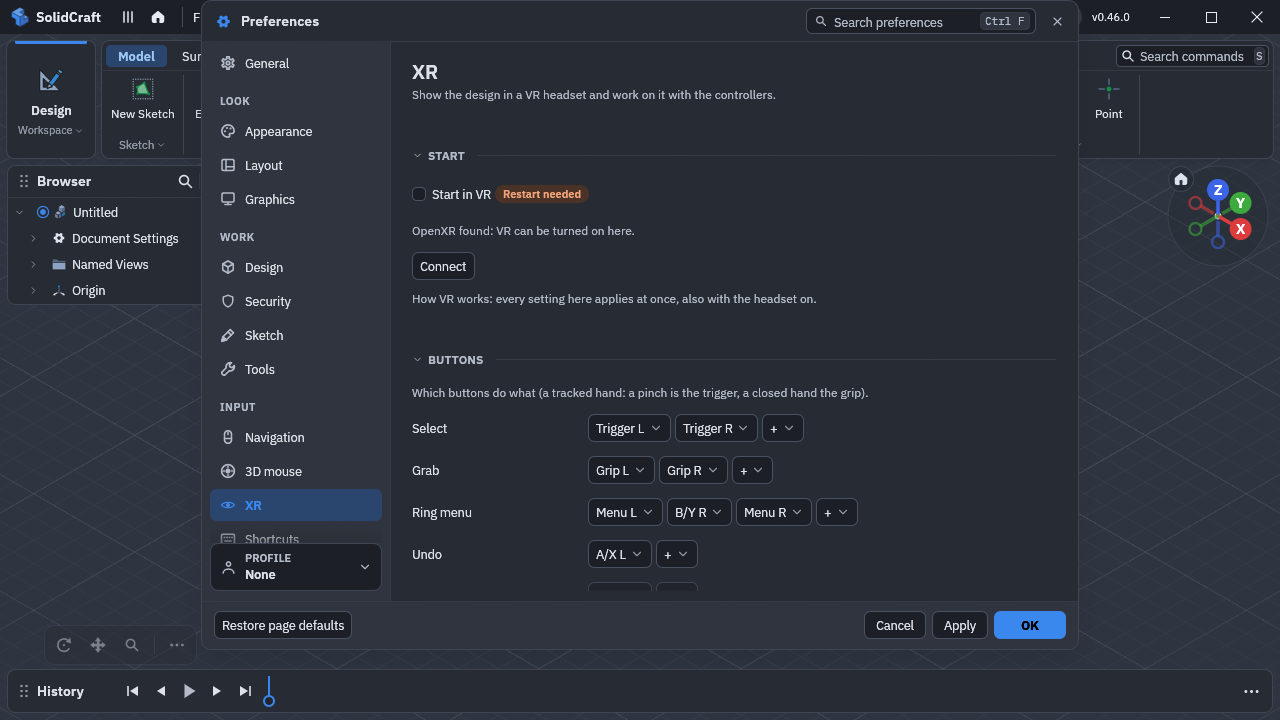 SolidCraft
Preferences
Search preferences
Ctrl F
v0.46.0
Design
Workspace
Model
New Sketch
Sketch
Search commands
S
Point
Browser
Untitled
Document Settings
Named Views
Origin
General
LOOK
Appearance
Layout
Graphics
WORK
Design
Security
Sketch
Tools
INPUT
Navigation
3D mouse
XR
Shortcuts
PROFILE
None
XR
Show the design in a VR headset and work on it with the controllers.
START
Start in VR
Restart needed
OpenXR found: VR can be turned on here.
Connect
How VR works: every setting here applies at once, also with the headset on.
BUTTONS
Which buttons do what (a tracked hand: a pinch is the trigger, a closed hand the grip).
Select
Trigger L
Trigger R
+
Grab
Grip L
Grip R
+
Ring menu
Menu L
B/Y R
Menu R
+
Undo
A/X L
+
Restore page defaults
Cancel
Apply
OK
Z
Y
X
History